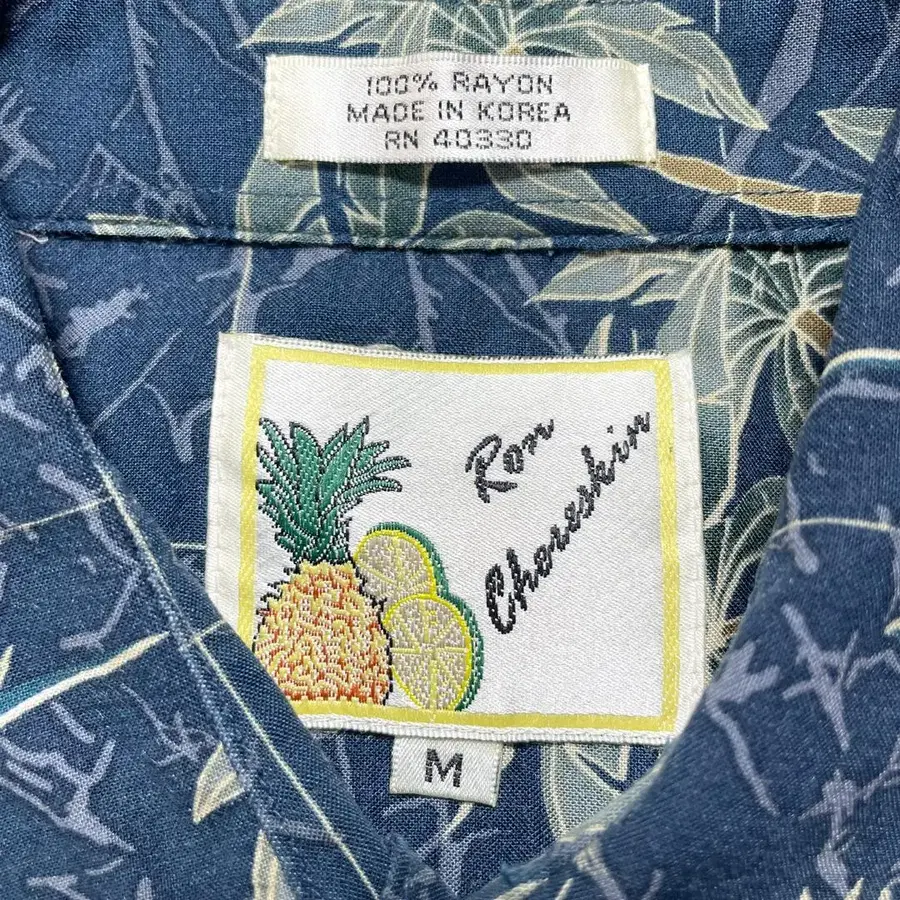 100% RAYON
MADE IN KOREA
RN 40330
Ron
Chereskin
M